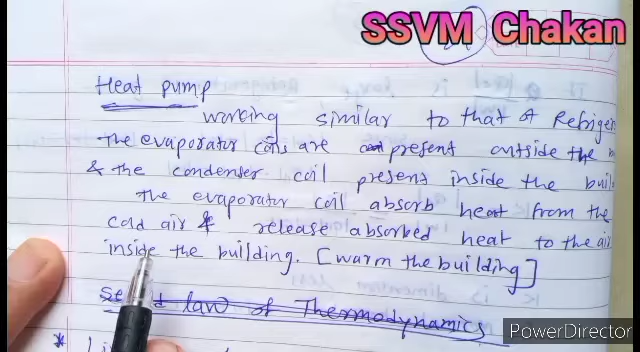 SSVM Chakan
Heat pump
working similar to that of Refriger
The evaporator coils are present outside the
& the condenser coil present inside the buil
The evaporator coil absorb heat from the
cold air & release absorbed heat to the air
inside the building. [warm the building]
law of Thermodynamics
*
PowerDirector